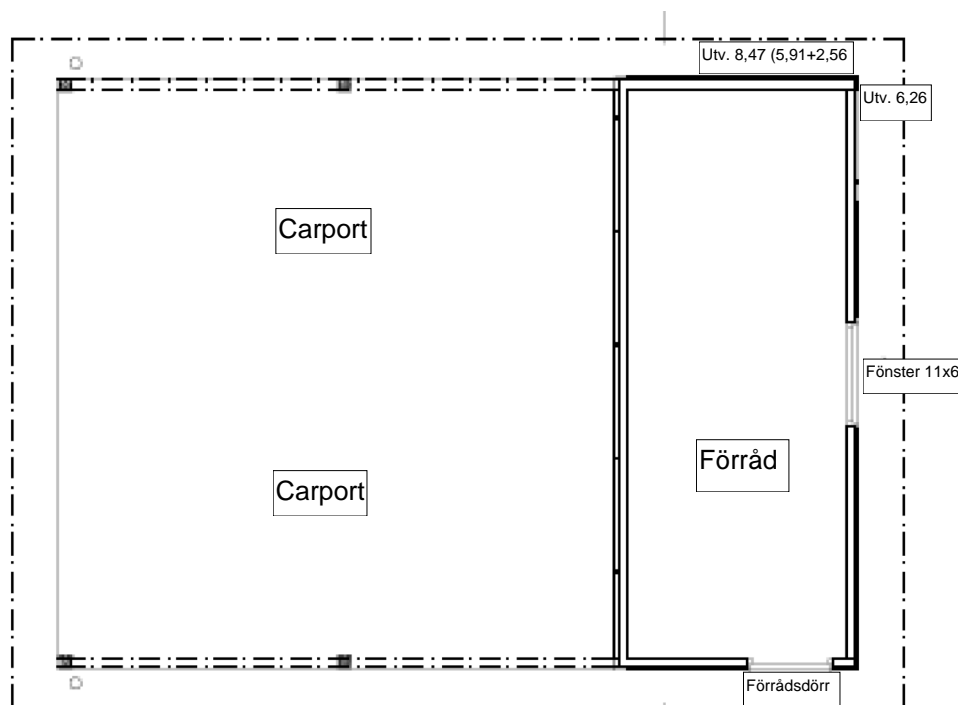 Utv. 8,47 (5,91+2,56
Utv. 6,26
Carport
Fönster 11x6
Förråd
Carport
Förrådsdörr